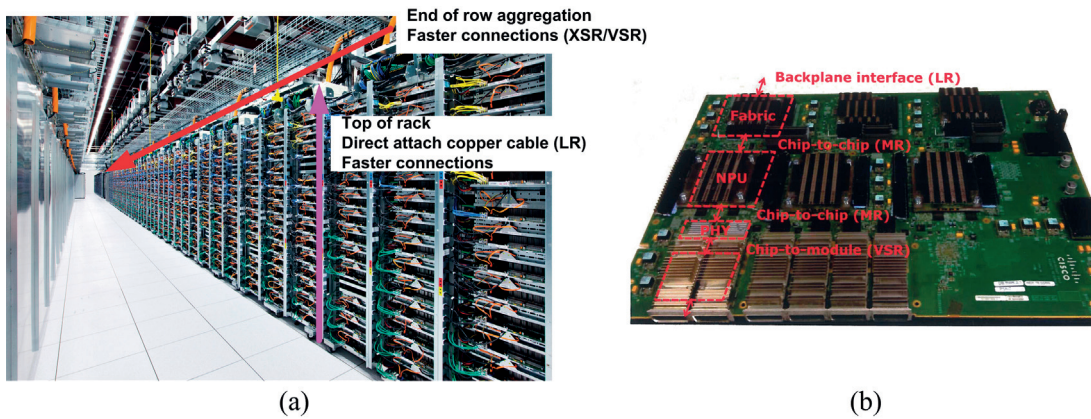 End of row aggregation
Faster connections (XSR/VSR)
Top of rack
Direct attach copper cable (LR)
Faster connections
Backplane interface (LR)
Fabric
Chip-to-chip (MR)
NPU
Chip-to-chip (MR)
PHY
Chip-to-module (VSR)
CISCO
(a)
(b)